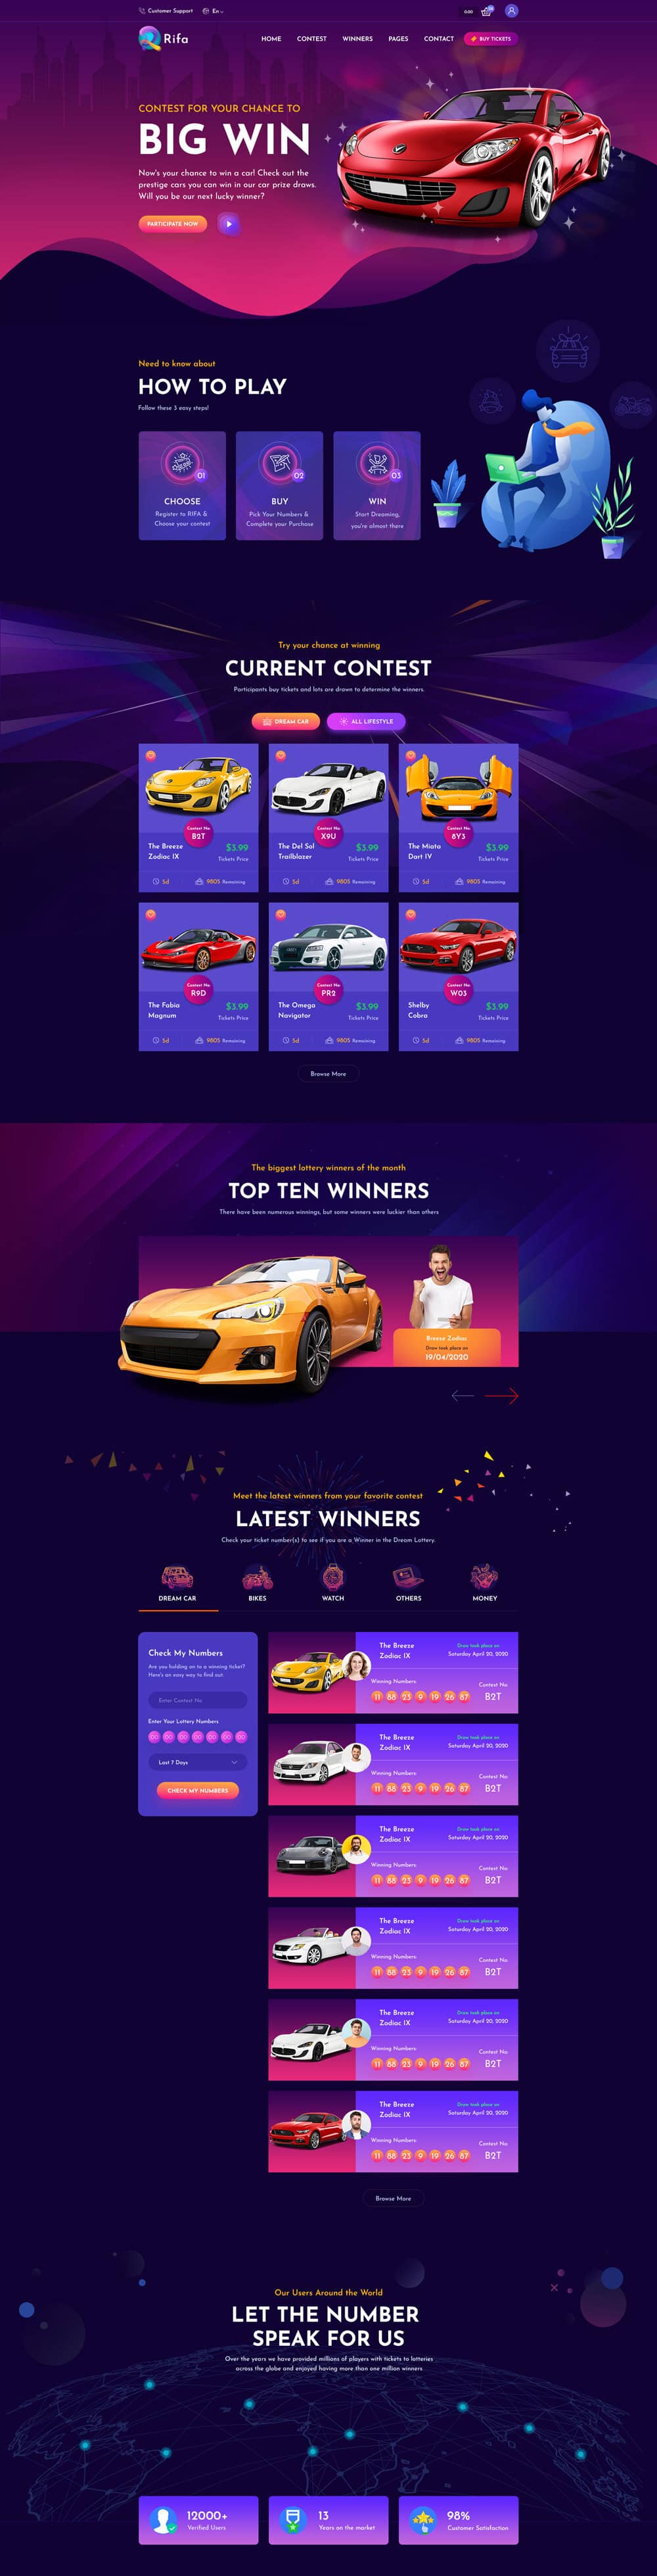 Customer Support
En
0.00
Rifa
HOME
CONTEST
WINNERS
PAGES
CONTACT
BUY TICKETS
CONTEST FOR YOUR CHANCE TO
BIG WIN
Now's your chance to win a car! Check out the
prestige cars you can win in our car prize draws.
Will you be our next lucky winner?
PARTICIPATE NOW
Need to know about
HOW TO PLAY
Follow these 3 easy steps!
01
CHOOSE
Register to RIFA &
Choose your contest
02
BUY
Pick Your Numbers &
Complete your Purchase
03
WIN
Start Dreaming,
you're almost there
Try your chance at winning
CURRENT CONTEST
Participants buy tickets and lots are drawn to determine the winners.
DREAM CAR
ALL LIFESTYLE
Contest No:
B2T
The Breeze
Zodiac IX
$3.99
Tickets Price
5d
9805 Remaining
Contest No:
X9U
The Del Sol
Trailblazer
$3.99
Tickets Price
5d
9805 Remaining
Contest No:
8Y3
The Miata
Dart IV
$3.99
Tickets Price
5d
9805 Remaining
Contest No:
R9D
The Fabia
Magnum
$3.99
Tickets Price
5d
9805 Remaining
Contest No:
PR2
The Omega
Navigator
$3.99
Tickets Price
5d
9805 Remaining
Contest No:
W03
Shelby
Cobra
$3.99
Tickets Price
5d
9805 Remaining
Browse More
The biggest lottery winners of the month
TOP TEN WINNERS
There have been numerous winnings, but some winners were luckier than others
Breeze Zodiac
Draw took place on
19/04/2020
Meet the latest winners from your favorite contest
LATEST WINNERS
Check your ticket number(s) to see if you are a Winner in the Dream Lottery.
DREAM CAR
BIKES
WATCH
OTHERS
MONEY
Check My Numbers
Are you holding on to a winning ticket?
Here's an easy way to find out.
Enter Contest No
Enter Your Lottery Numbers
00 00 00 00 00 00 00
Last 7 Days
CHECK MY NUMBERS
The Breeze
Zodiac IX
Draw took place on
Saturday April 20, 2020
Winning Numbers:
11 88 23 9 19 26 87
Contest No:
B2T
The Breeze
Zodiac IX
Draw took place on
Saturday April 20, 2020
Winning Numbers:
11 88 23 9 19 26 87
Contest No:
B2T
The Breeze
Zodiac IX
Draw took place on
Saturday April 20, 2020
Winning Numbers:
11 88 23 9 19 26 87
Contest No:
B2T
The Breeze
Zodiac IX
Draw took place on
Saturday April 20, 2020
Winning Numbers:
11 88 23 9 19 26 87
Contest No:
B2T
The Breeze
Zodiac IX
Draw took place on
Saturday April 20, 2020
Winning Numbers:
11 88 23 9 19 26 87
Contest No:
B2T
The Breeze
Zodiac IX
Draw took place on
Saturday April 20, 2020
Winning Numbers:
11 88 23 9 19 26 87
Contest No:
B2T
Browse More
Our Users Around the World
LET THE NUMBER
SPEAK FOR US
Over the years we have provided millions of players with tickets to lotteries
across the globe and enjoyed having more than one million winners
12000+
Verified Users
13
Years on the market
98%
Customer Satisfaction